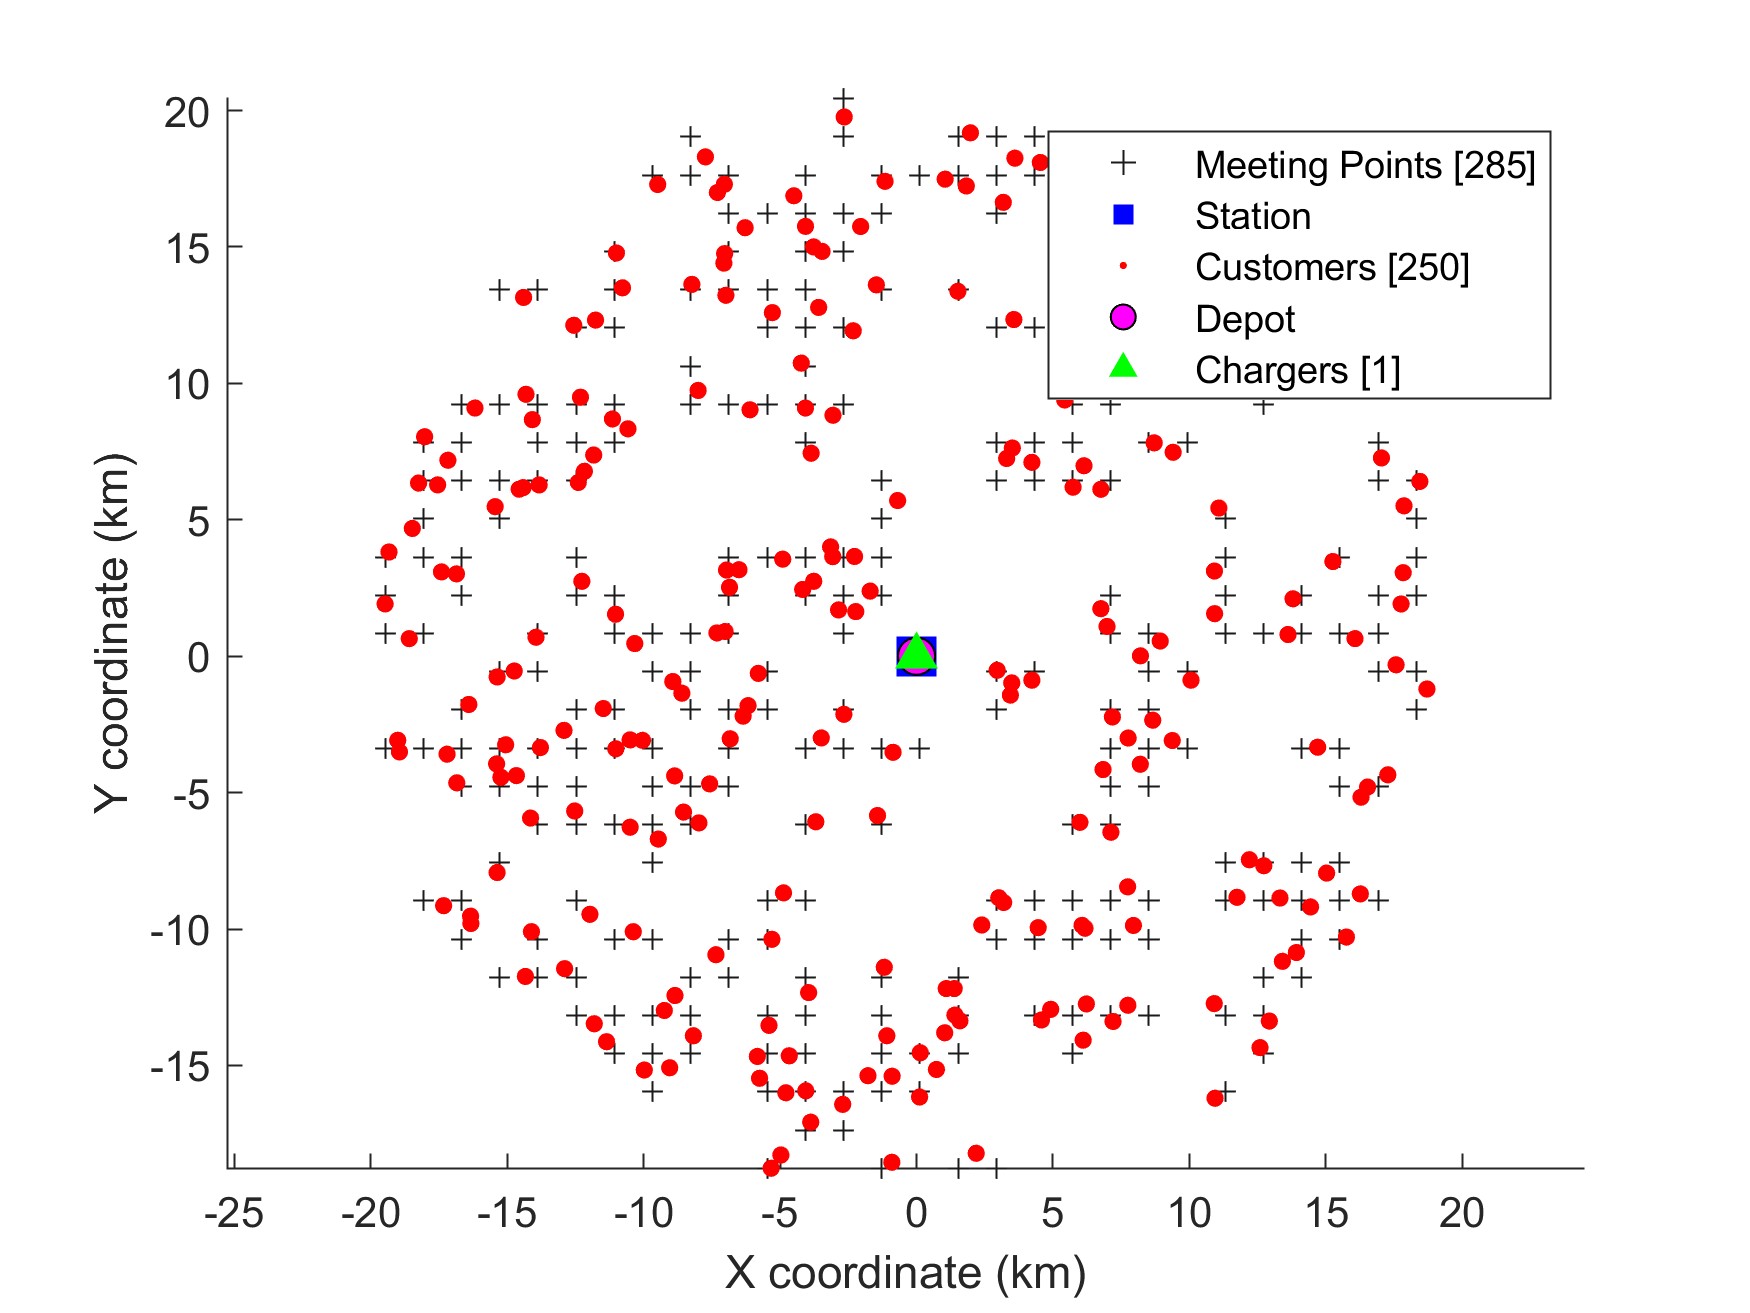 20
15
10
5
0
-5
-10
-15
Y coordinate (km)
Meeting Points [285]
Station
Customers [250]
Depot
Chargers [1]
-25 -20 -15 -10 -5 0 5 10 15 20
X coordinate (km)